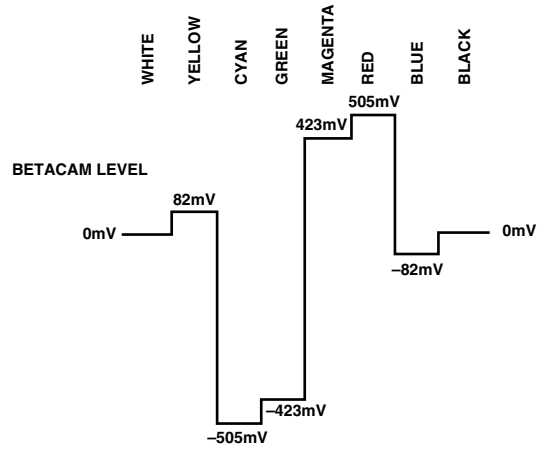 WHITE
YELLOW
CYAN
GREEN
MAGENTA
RED
BLUE
BLACK
505mV
423mV
BETACAM LEVEL
82mV
0mV
0mV
–82mV
–423mV
–505mV